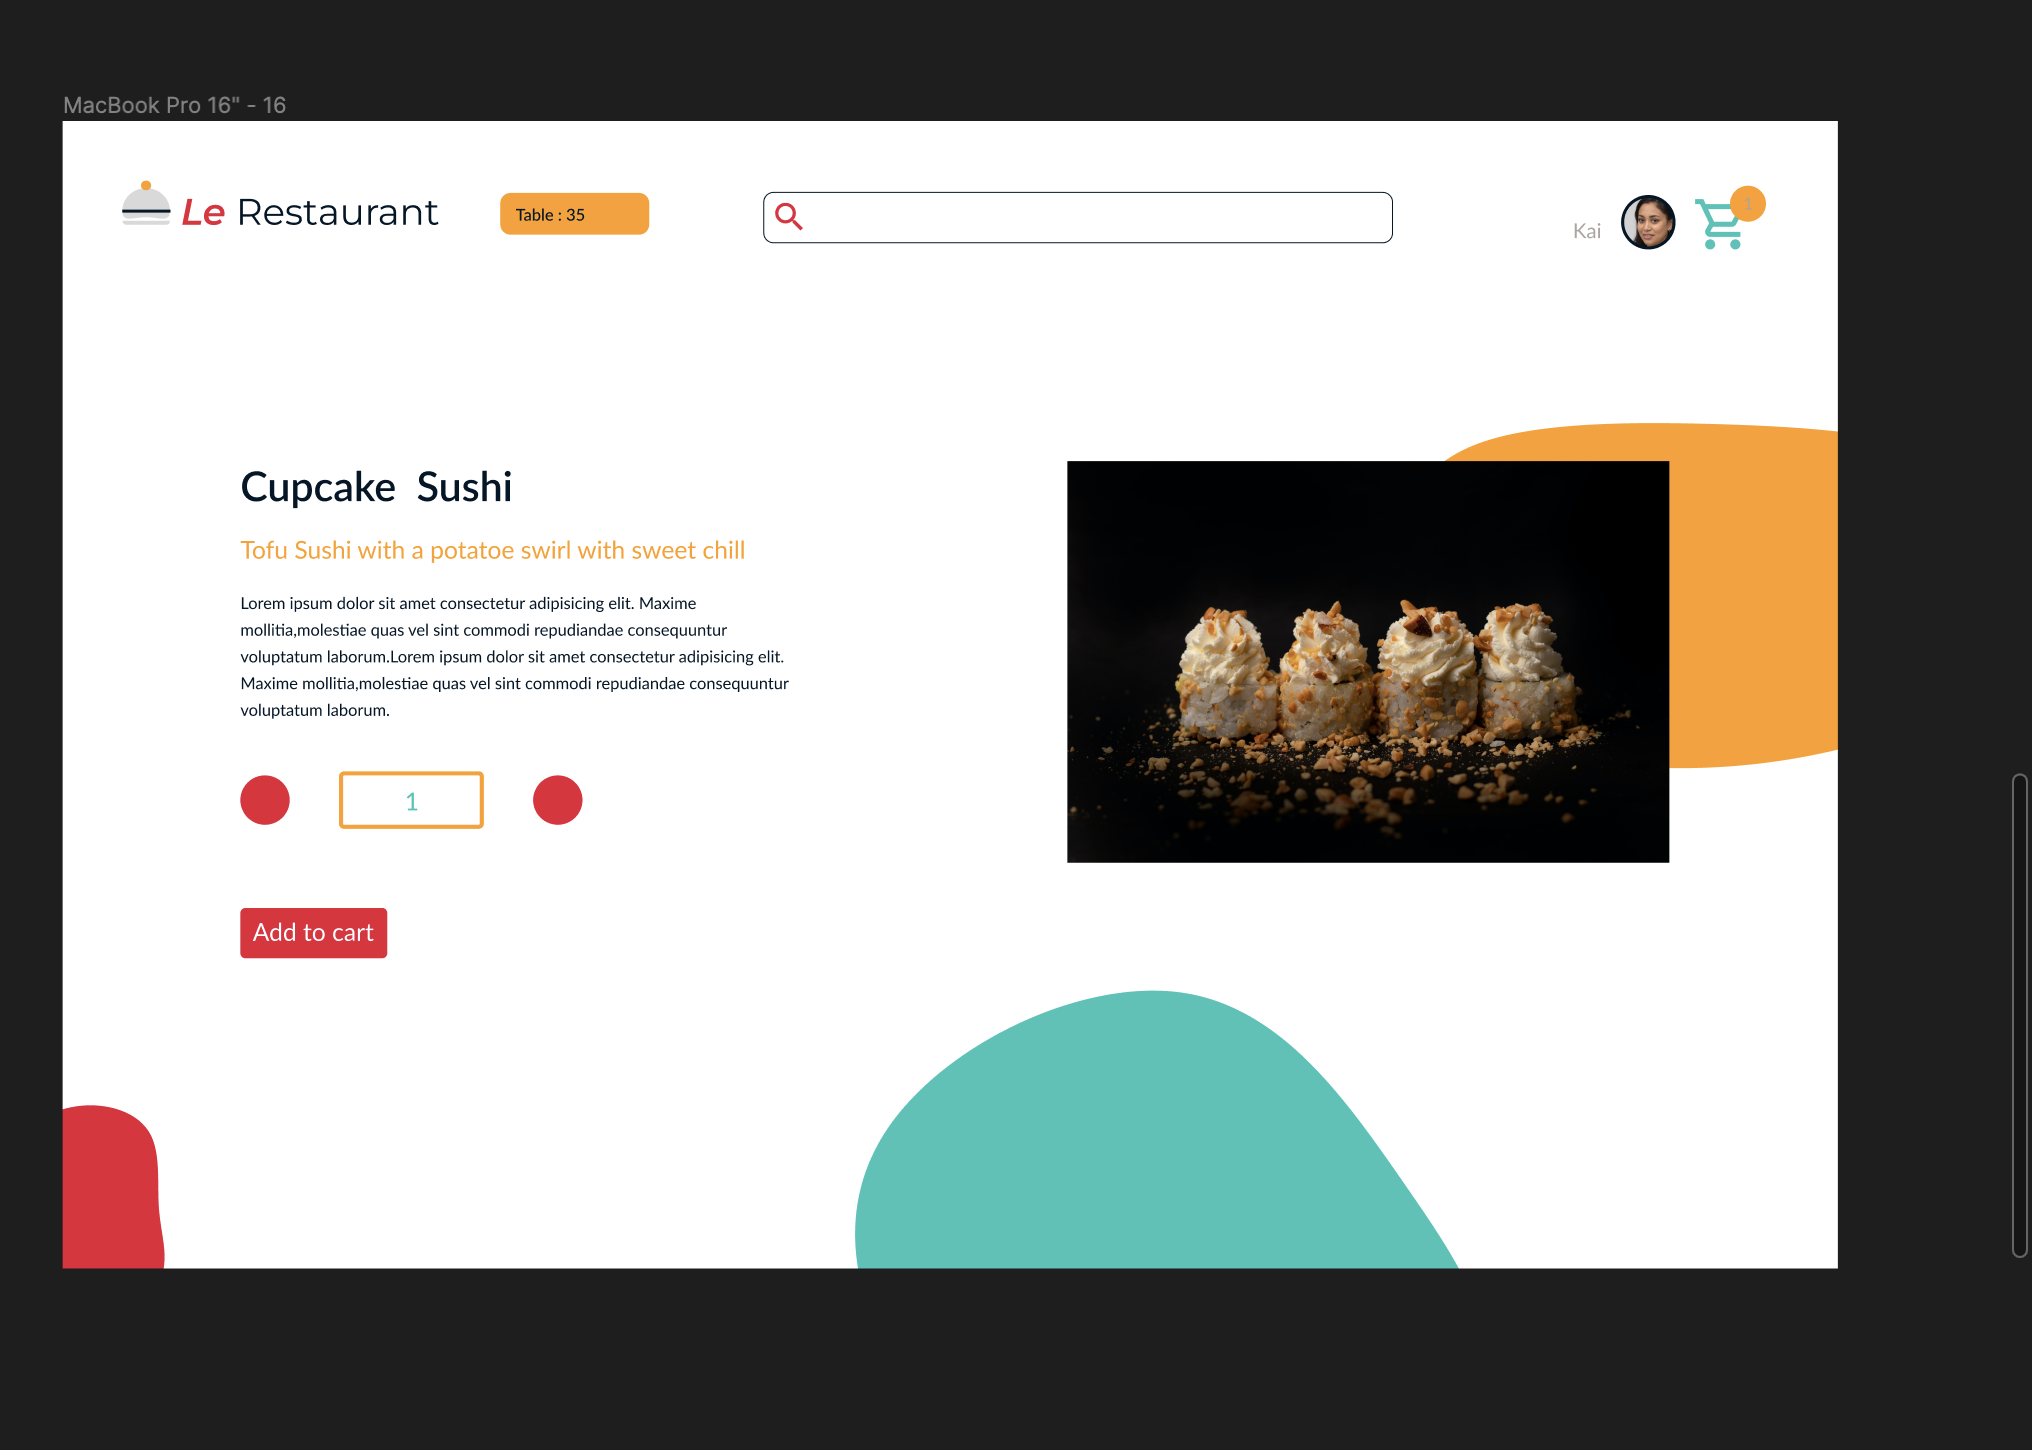 MacBook Pro 16" - 16
Le Restaurant
Table : 35
Kai
1
Cupcake  Sushi
Tofu Sushi with a potatoe swirl with sweet chill
Lorem ipsum dolor sit amet consectetur adipisicing elit. Maxime
mollitia,molestiae quas vel sint commodi repudiandae consequuntur
voluptatum laborum.Lorem ipsum dolor sit amet consectetur adipisicing elit.
Maxime mollitia,molestiae quas vel sint commodi repudiandae consequuntur
voluptatum laborum.
1
Add to cart